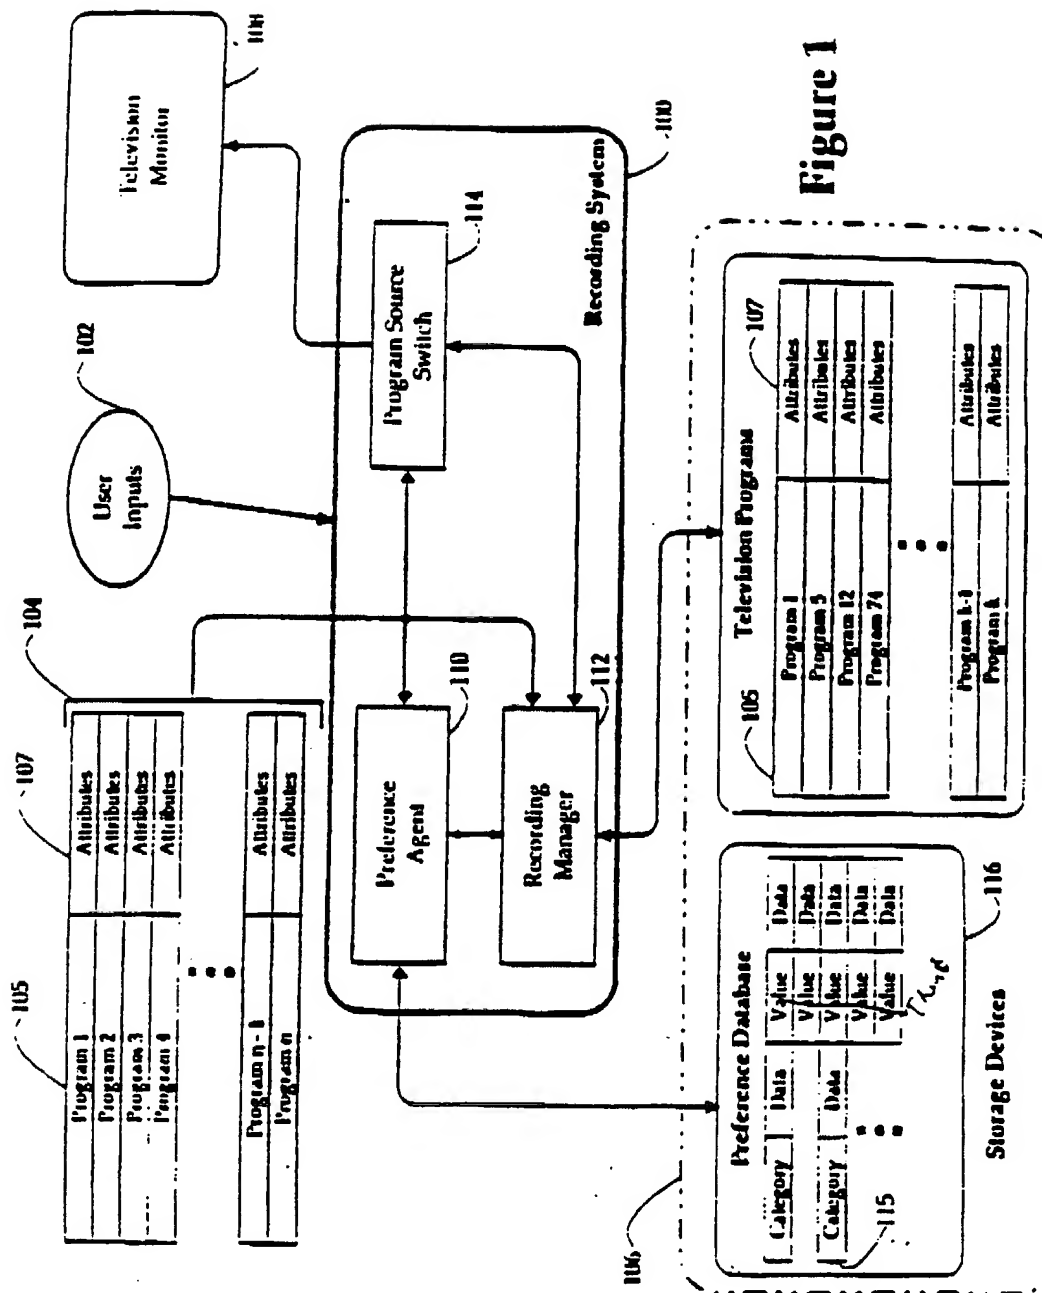 105
107
104
Program 1 Attributes
Program 2 Attributes
Program 3 Attributes
Program 4 Attributes
Program n - 1 Attributes
Program n Attributes
User
Inputs
102
Television
Monitor
108
Preference
Agent
110
Recording
Manager
112
Program Source
Switch
114
Recording System
100
106
Preference Database
Category Data Value Data
Value Data
Category Data Value Data
Value Data
Value Data
115
116
Storage Devices
105
Television Programs
107
Program 1 Attributes
Program 5 Attributes
Program 12 Attributes
Program 74 Attributes
Program k-1 Attributes
Program k Attributes
Figure 1